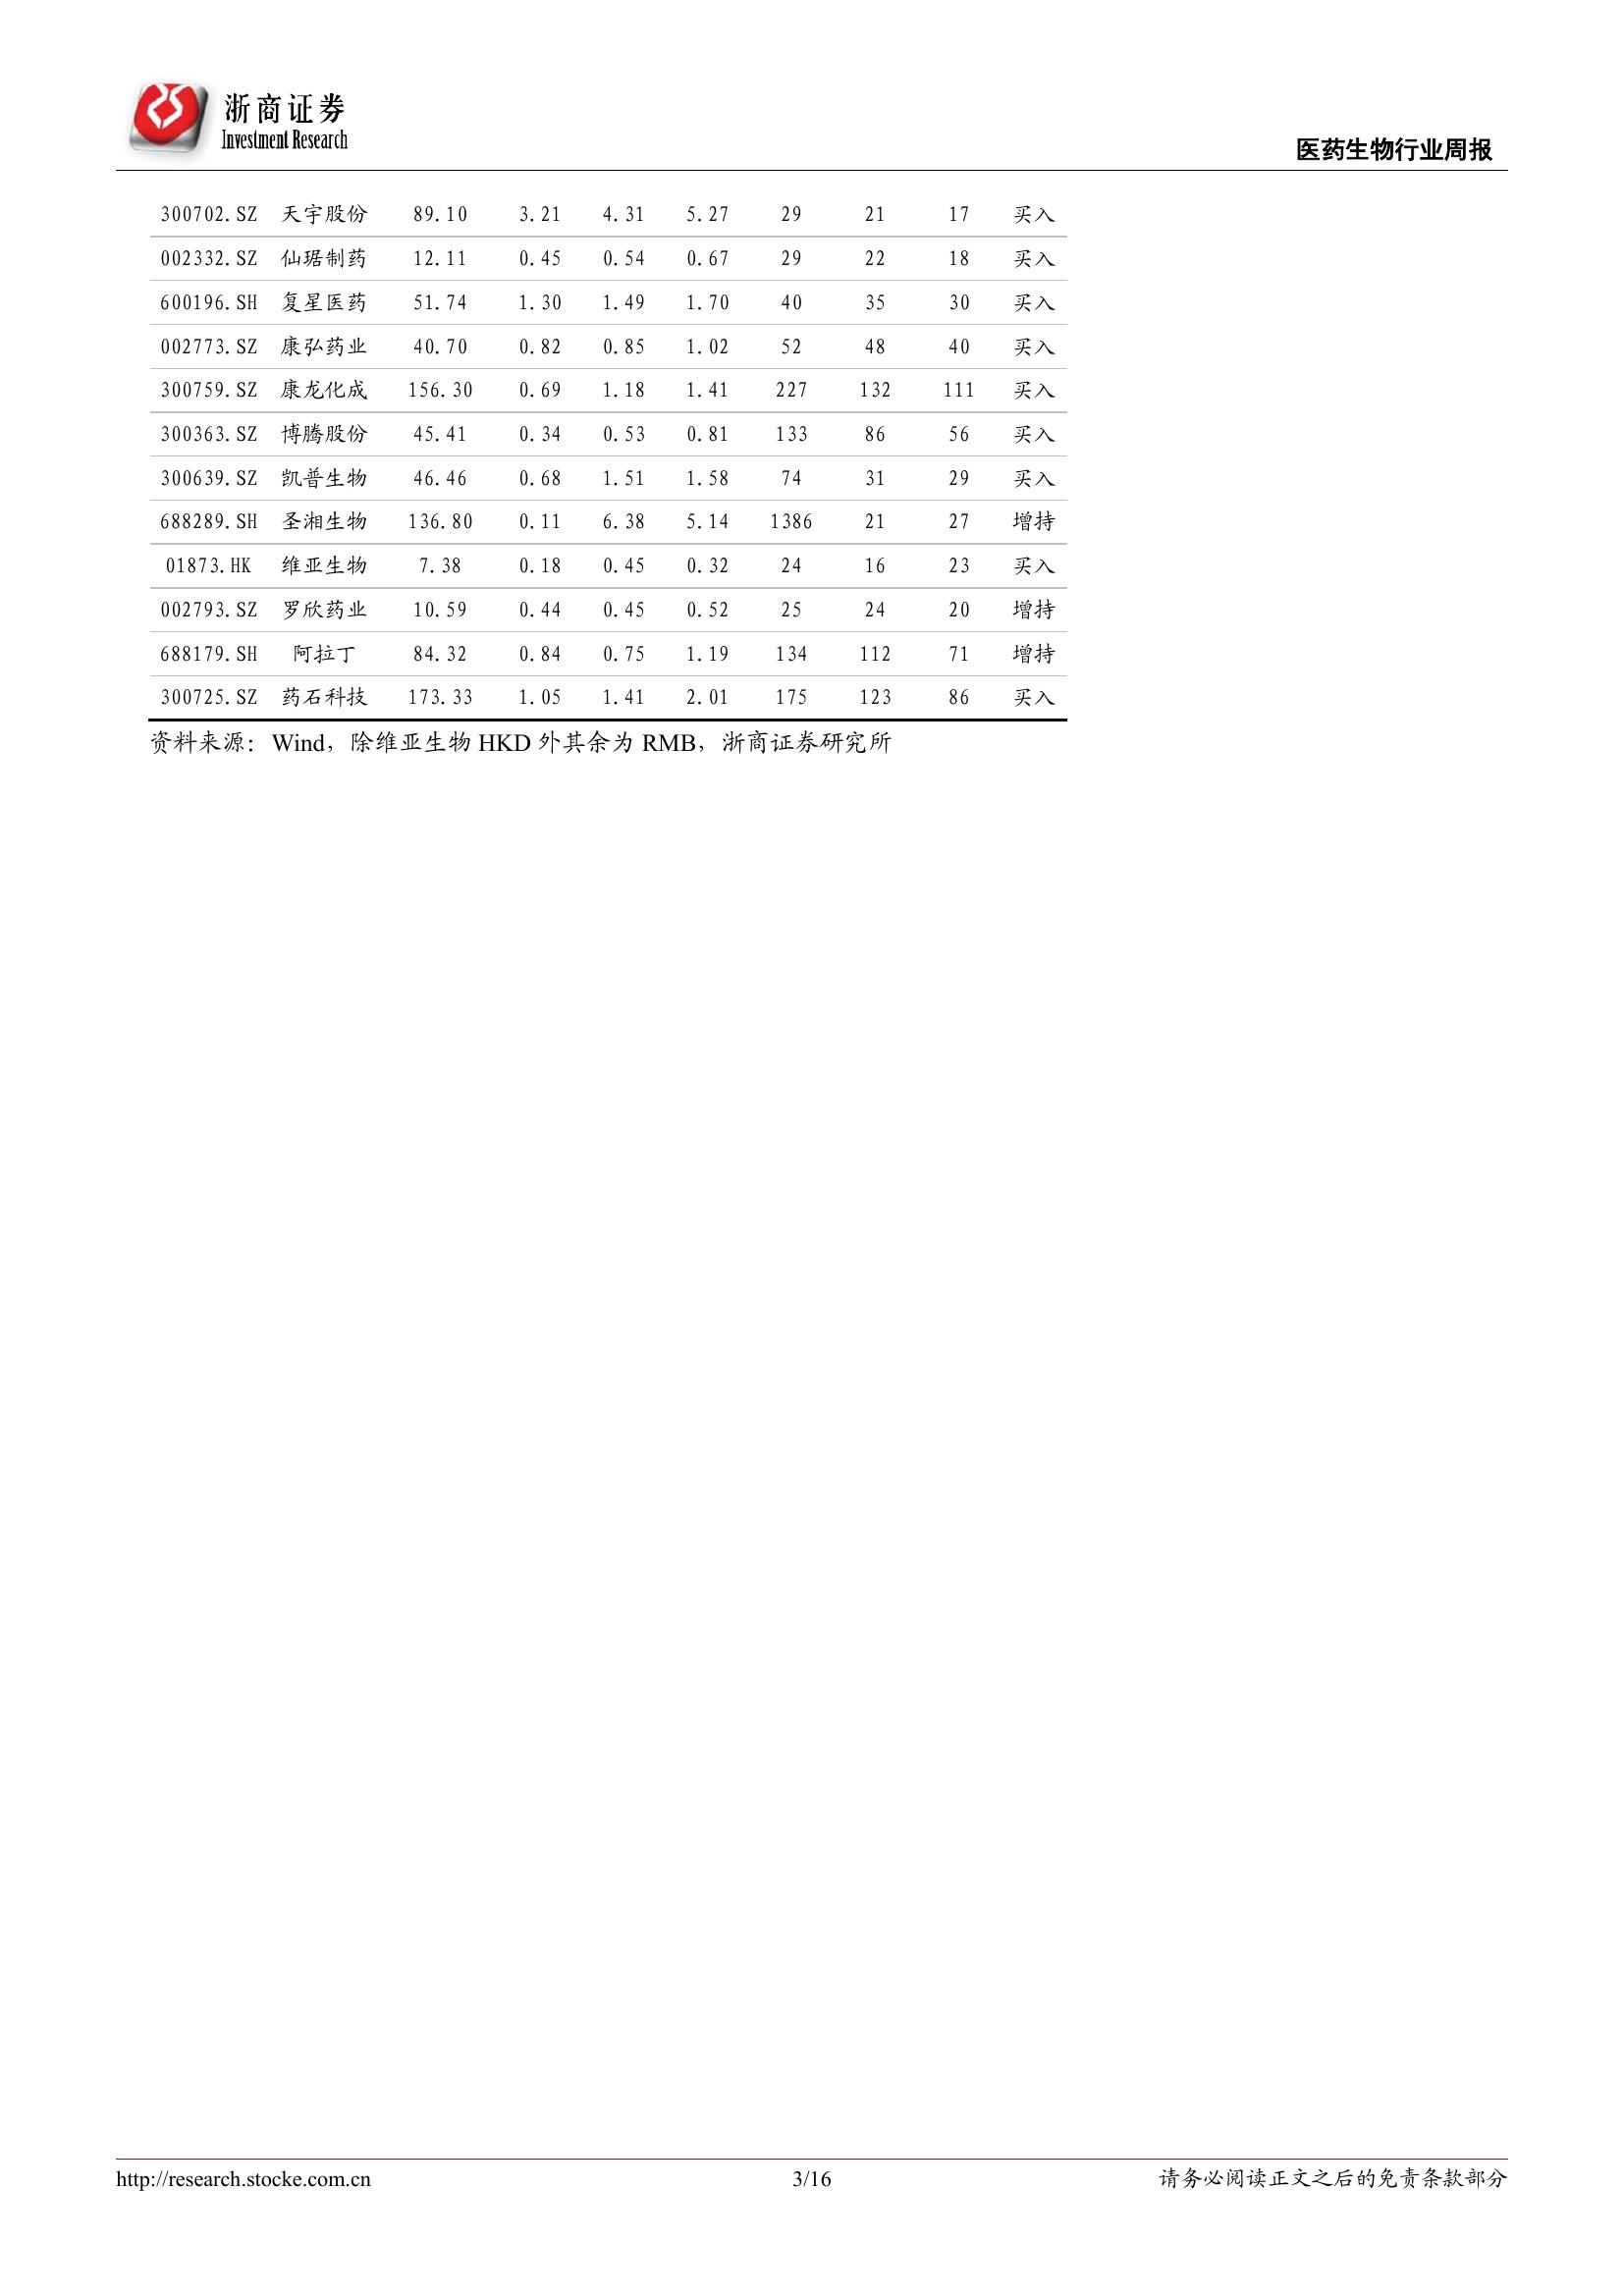 浙商证券
Investment Research
医药生物行业周报
300702.SZ 天宇股份 89.10 3.21 4.31 5.27 29 21 17 买入
002332.SZ 仙琚制药 12.11 0.45 0.54 0.67 29 22 18 买入
600196.SH 复星医药 51.74 1.30 1.49 1.70 40 35 30 买入
002773.SZ 康弘药业 40.70 0.82 0.85 1.02 52 48 40 买入
300759.SZ 康龙化成 156.30 0.69 1.18 1.41 227 132 111 买入
300363.SZ 博腾股份 45.41 0.34 0.53 0.81 133 86 56 买入
300639.SZ 凯普生物 46.46 0.68 1.51 1.58 74 31 29 买入
688289.SH 圣湘生物 136.80 0.11 6.38 5.14 1386 21 27 增持
01873.HK 维亚生物 7.38 0.18 0.45 0.32 24 16 23 买入
002793.SZ 罗欣药业 10.59 0.44 0.45 0.52 25 24 20 增持
688179.SH 阿拉丁 84.32 0.84 0.75 1.19 134 112 71 增持
300725.SZ 药石科技 173.33 1.05 1.41 2.01 175 123 86 买入
资料来源：Wind，除维亚生物 HKD 外其余为 RMB，浙商证券研究所
http://research.stocke.com.cn 3/16 请务必阅读正文之后的免责条款部分